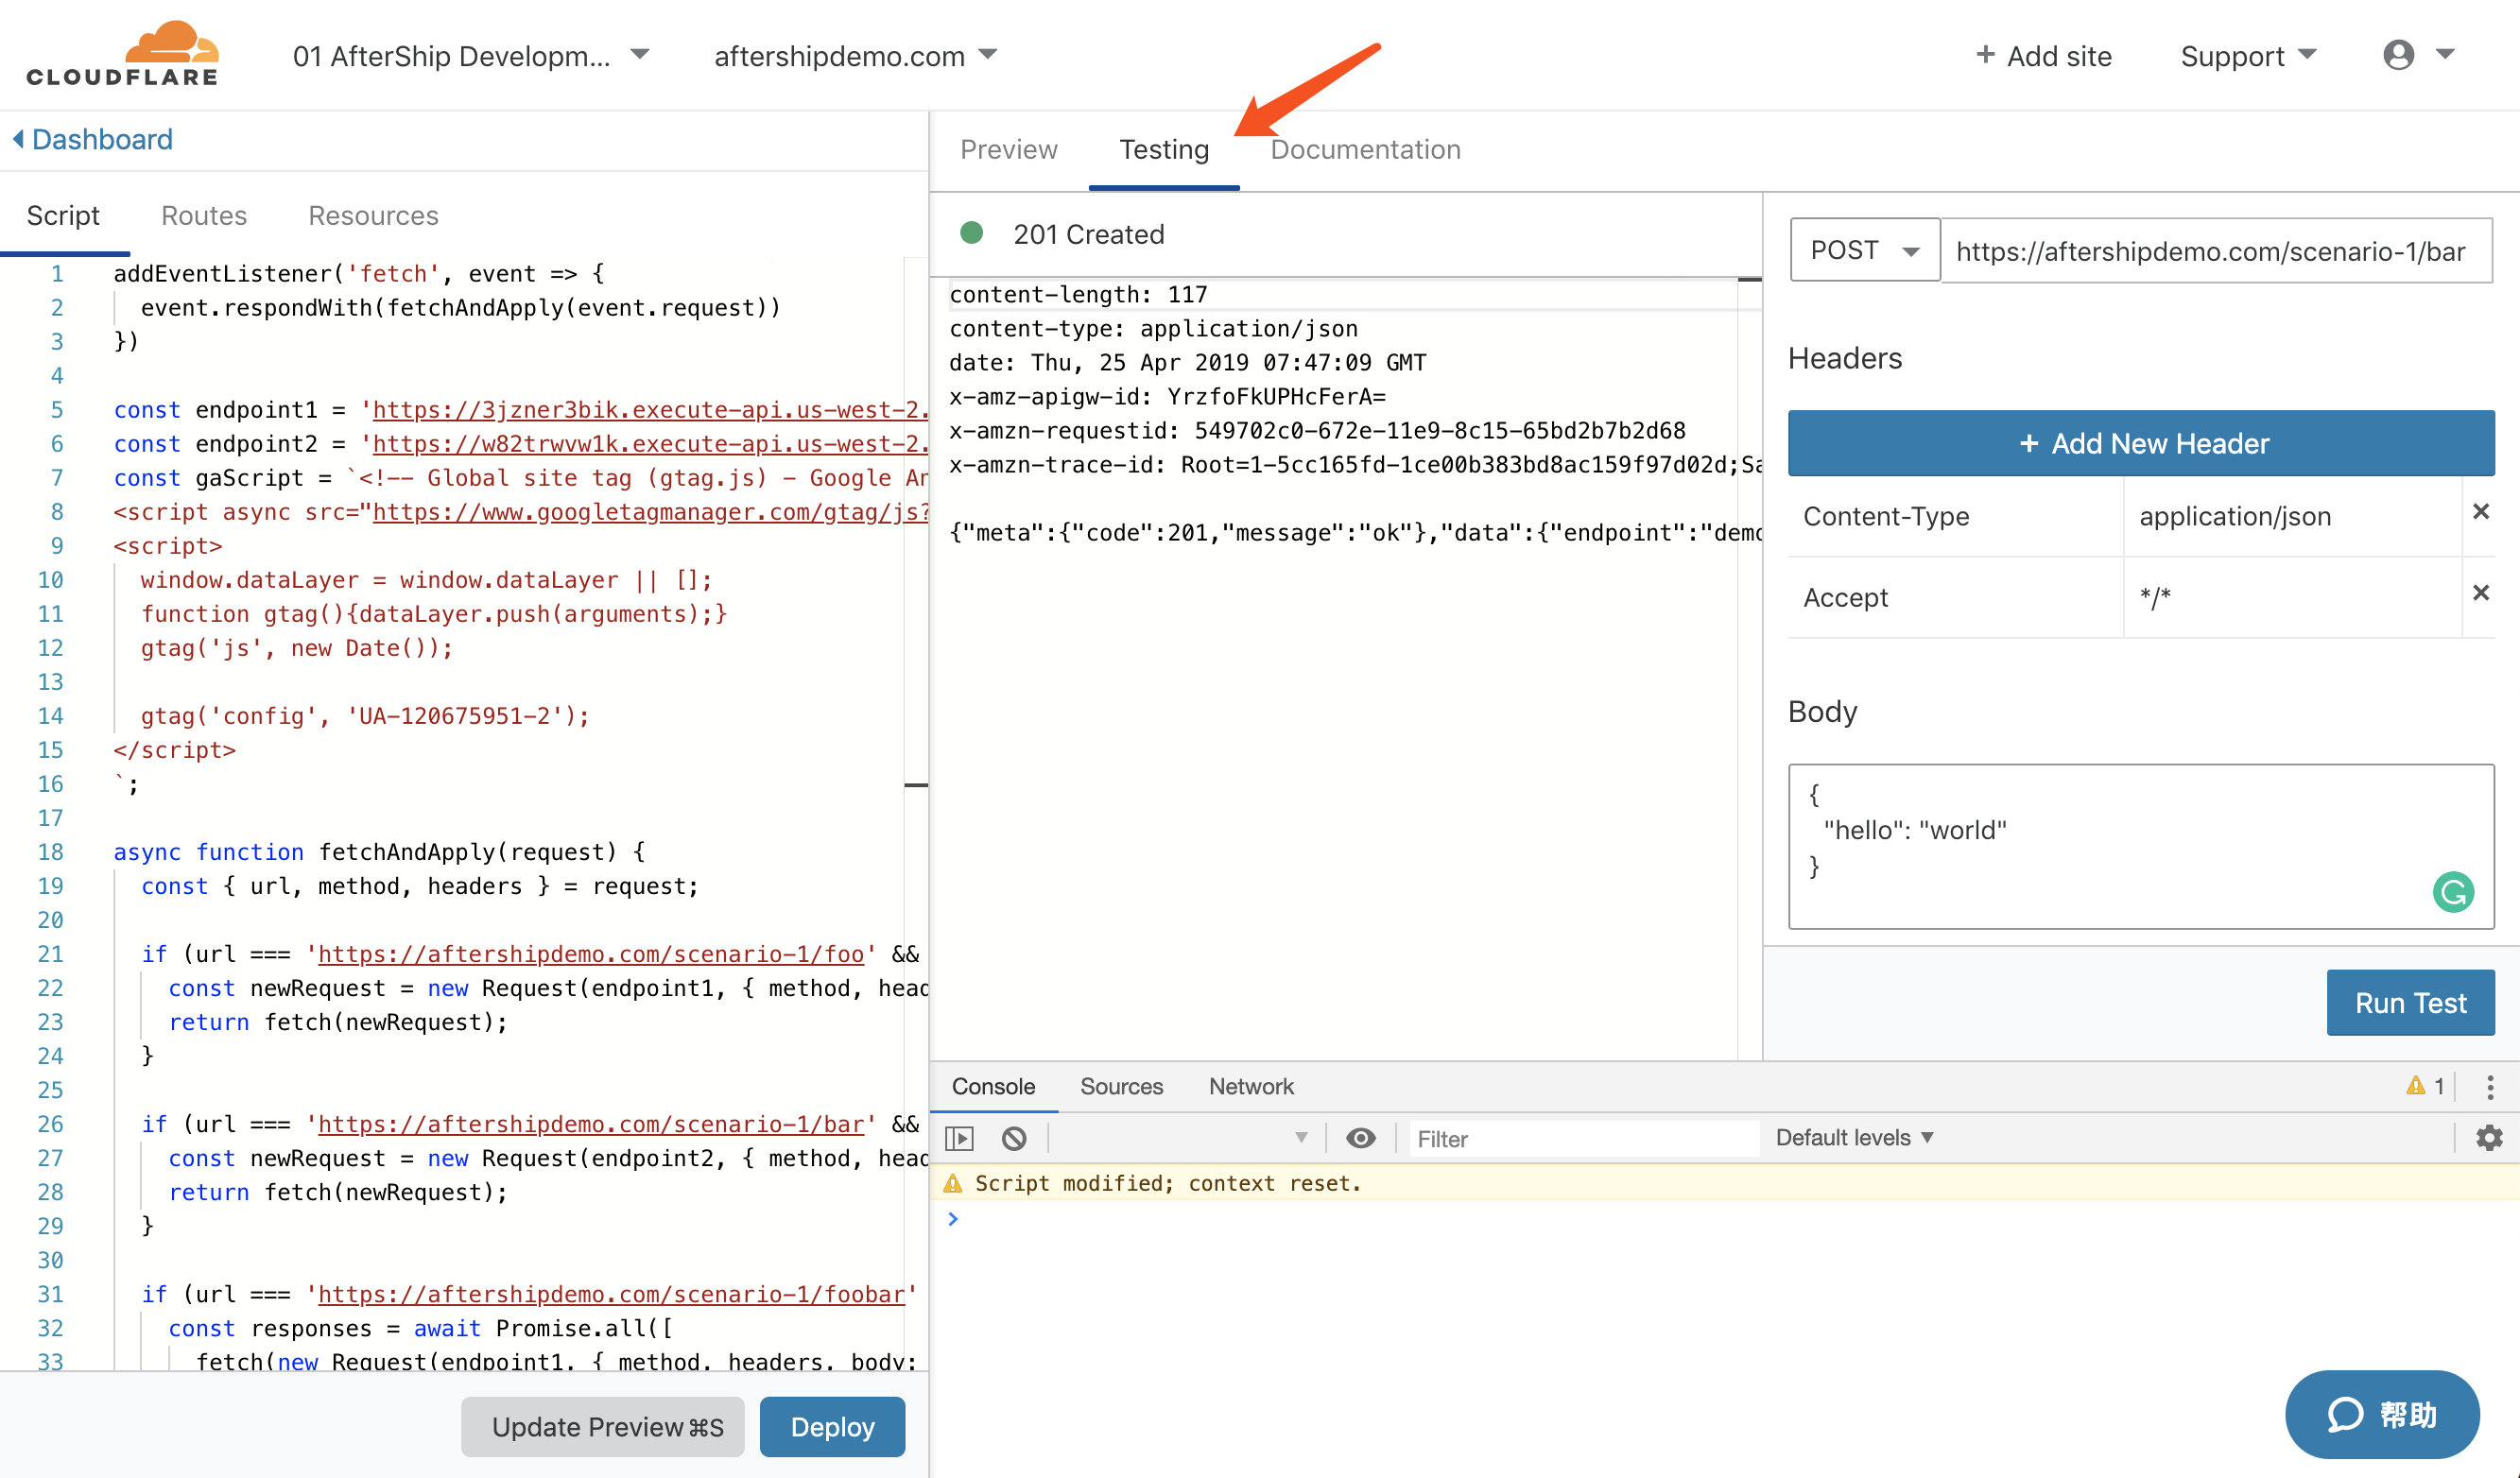 CLOUDFLARE
01 AfterShip Developm...
aftershipdemo.com
+ Add site
Support
Dashboard
Script
Routes
Resources
1 addEventListener('fetch', event => {
2 event.respondWith(fetchAndApply(event.request))
3 })
4
5 const endpoint1 = 'https://3jzner3bik.execute-api.us-west-2.
6 const endpoint2 = 'https://w82trwvw1k.execute-api.us-west-2.
7 const gaScript = `<!-- Global site tag (gtag.js) - Google An
8 <script async src="https://www.googletagmanager.com/gtag/js?
9 <script>
10 window.dataLayer = window.dataLayer || [];
11 function gtag(){dataLayer.push(arguments);}
12 gtag('js', new Date());
13
14 gtag('config', 'UA-120675951-2');
15 </script>
16 `;
17
18 async function fetchAndApply(request) {
19 const { url, method, headers } = request;
20
21 if (url === 'https://aftershipdemo.com/scenario-1/foo' &&
22 const newRequest = new Request(endpoint1, { method, head
23 return fetch(newRequest);
24 }
25
26 if (url === 'https://aftershipdemo.com/scenario-1/bar' &&
27 const newRequest = new Request(endpoint2, { method, head
28 return fetch(newRequest);
29 }
30
31 if (url === 'https://aftershipdemo.com/scenario-1/foobar'
32 const responses = await Promise.all([
33 fetch(new Request(endpoint1, { method, headers, body:
Update Preview ⌘S
Deploy
Preview
Testing
Documentation
201 Created
content-length: 117
content-type: application/json
date: Thu, 25 Apr 2019 07:47:09 GMT
x-amz-apigw-id: YrzfoFkUPHcFerA=
x-amzn-requestid: 549702c0-672e-11e9-8c15-65bd2b7b2d68
x-amzn-trace-id: Root=1-5cc165fd-1ce00b383bd8ac159f97d02d;Sa
{"meta":{"code":201,"message":"ok"},"data":{"endpoint":"demo
POST
https://aftershipdemo.com/scenario-1/bar
Headers
+ Add New Header
Content-Type application/json ×
Accept */* ×
Body
{
"hello": "world"
}
Run Test
Console
Sources
Network
1
Filter
Default levels
Script modified; context reset.
>
帮助